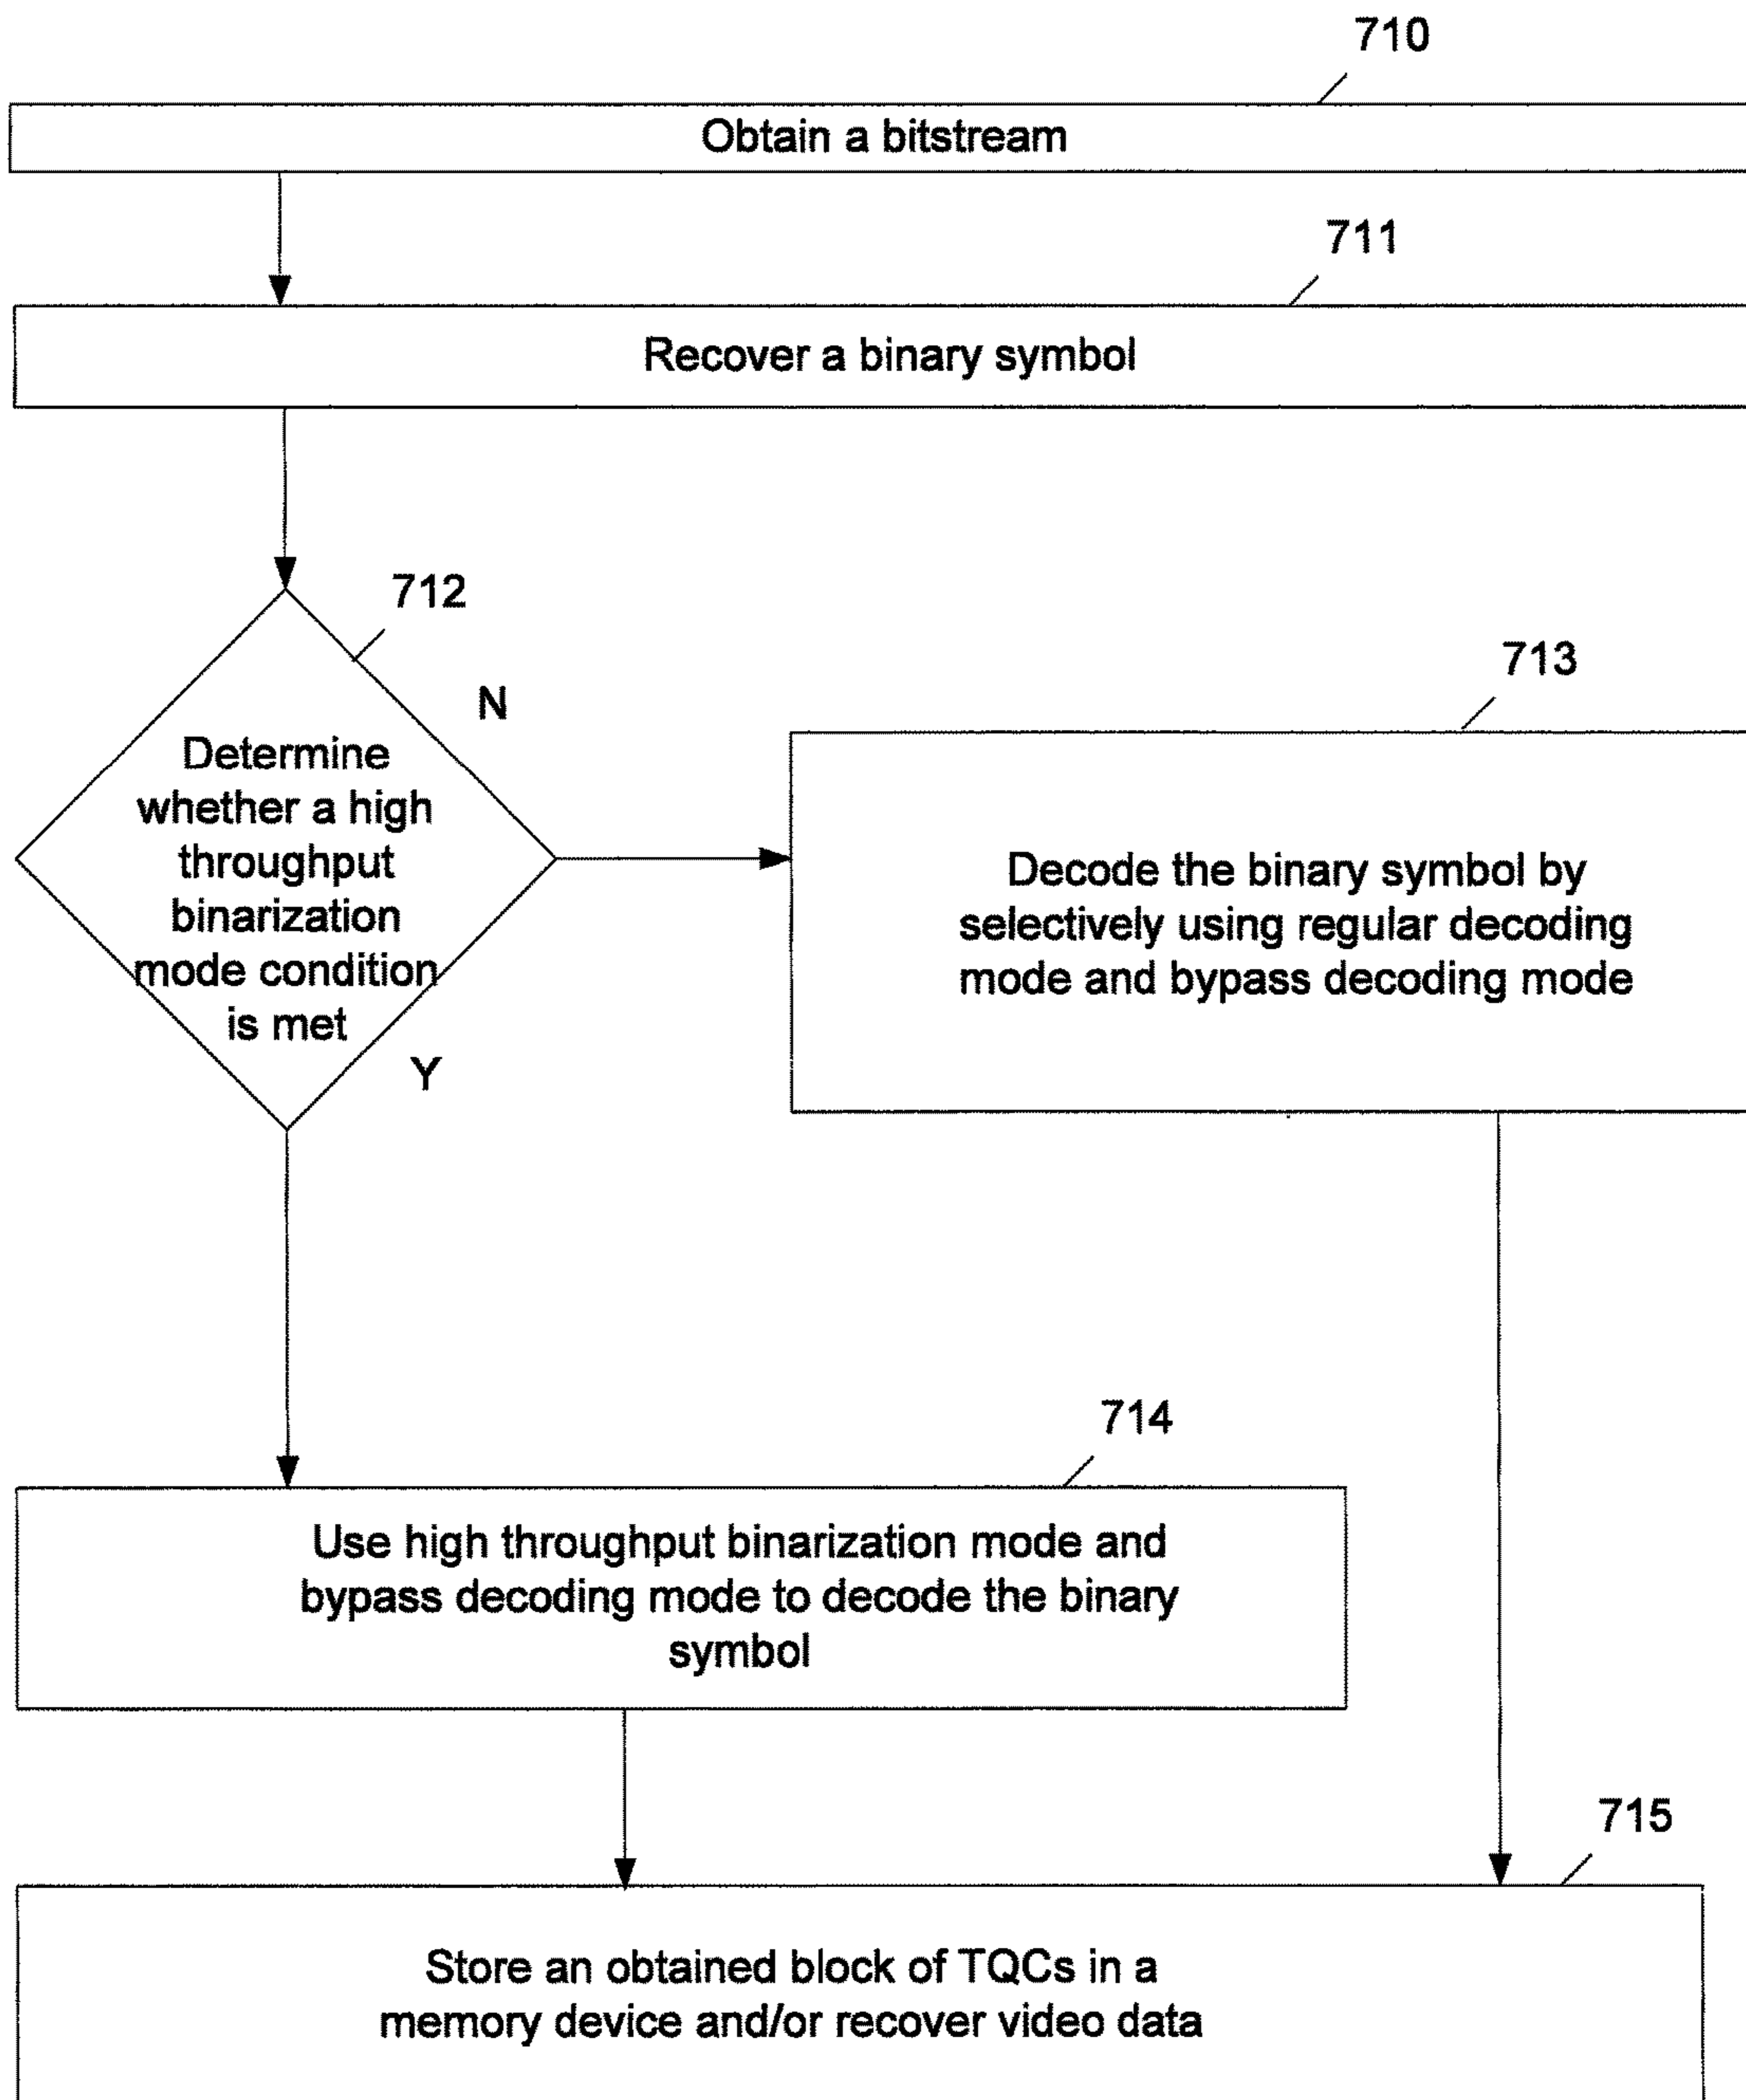 710
Obtain a bitstream
711
Recover a binary symbol
712
N
713
Determine
whether a high
throughput
binarization
mode condition
is met
Decode the binary symbol by
selectively using regular decoding
mode and bypass decoding mode
Y
714
Use high throughput binarization mode and
bypass decoding mode to decode the binary
symbol
715
Store an obtained block of TQCs in a
memory device and/or recover video data